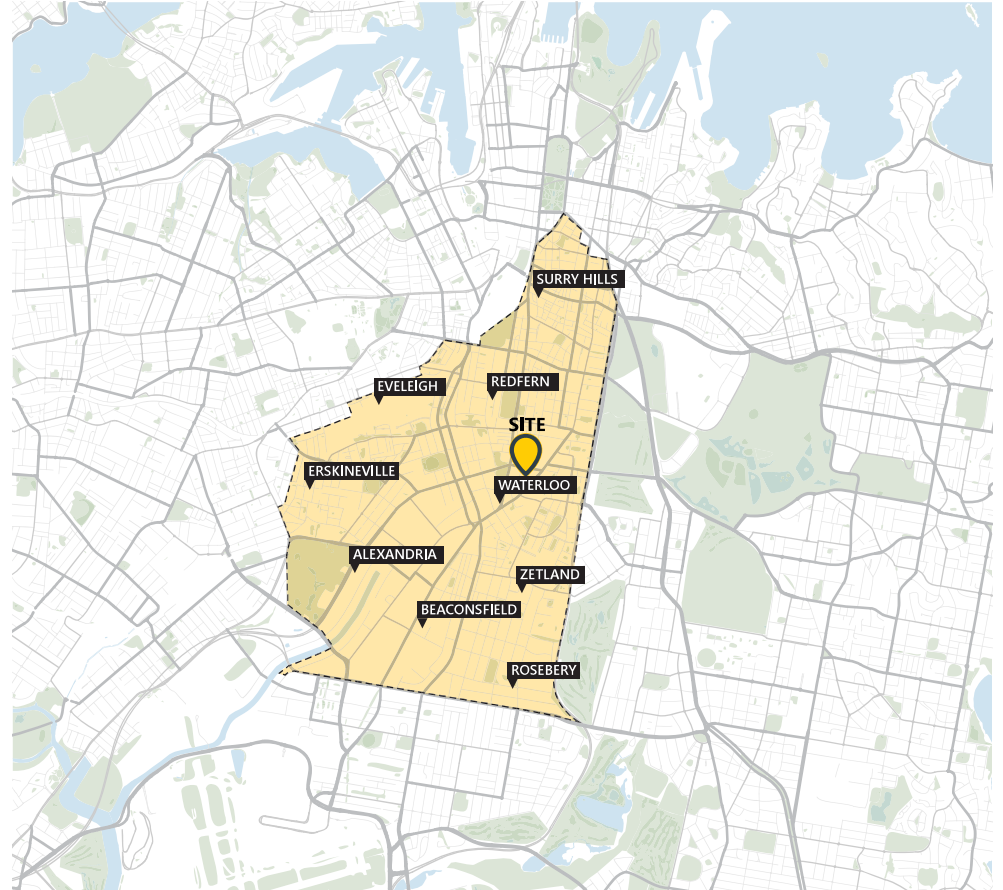 SURRY HILLS
EVELEIGH
REDFERN
SITE
ERSKINEVILLE
WATERLOO
ALEXANDRIA
ZETLAND
BEACONSFIELD
ROSEBERY